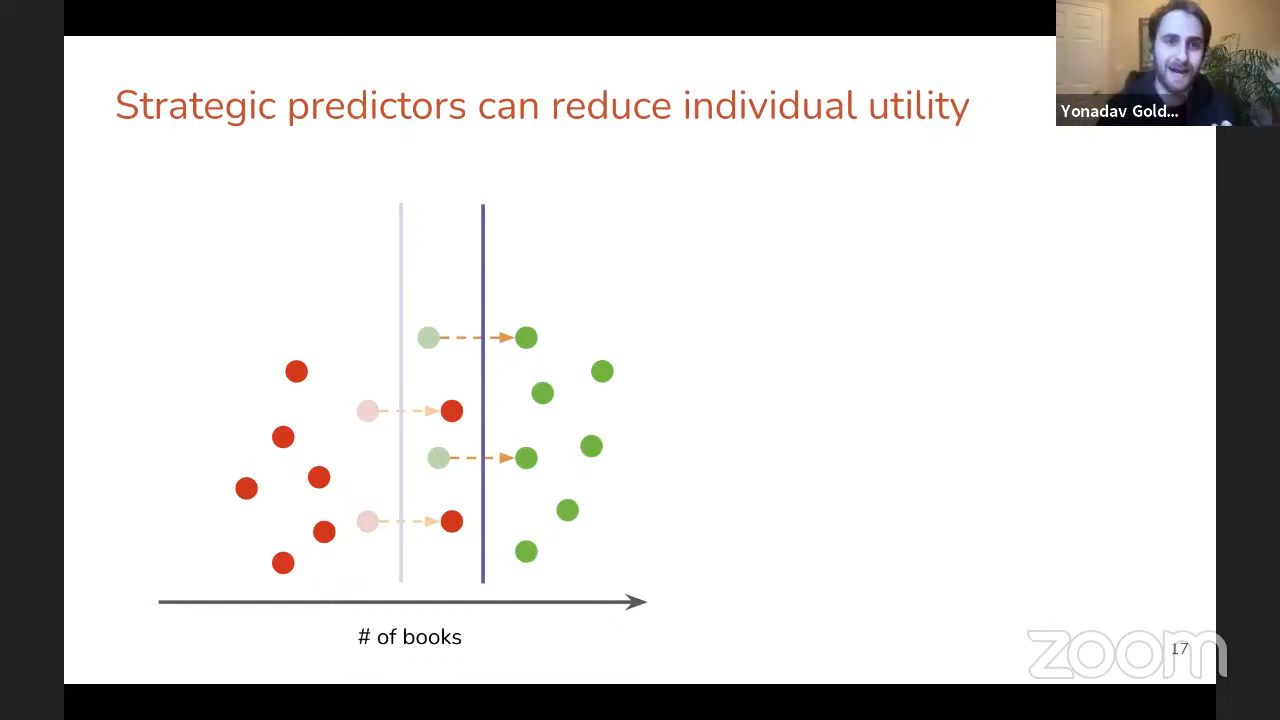 Strategic predictors can reduce individual utility
Yonadav Gold...
# of books
zoom
17